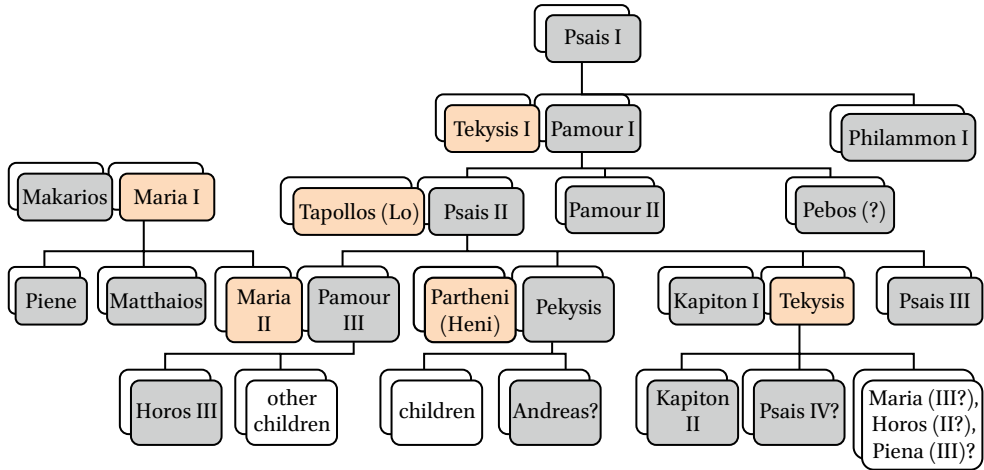 Psais I
Tekysis I
Pamour I
Philammon I
Makarios
Maria I
Tapollos (Lo)
Psais II
Pamour II
Pebos (?)
Piene
Matthaios
Maria
II
Pamour
III
Partheni
(Heni)
Pekysis
Kapiton I
Tekysis
Psais III
Horos III
other
children
children
Andreas?
Kapiton
II
Psais IV?
Maria (III?),
Horos (II?),
Piena (III)?